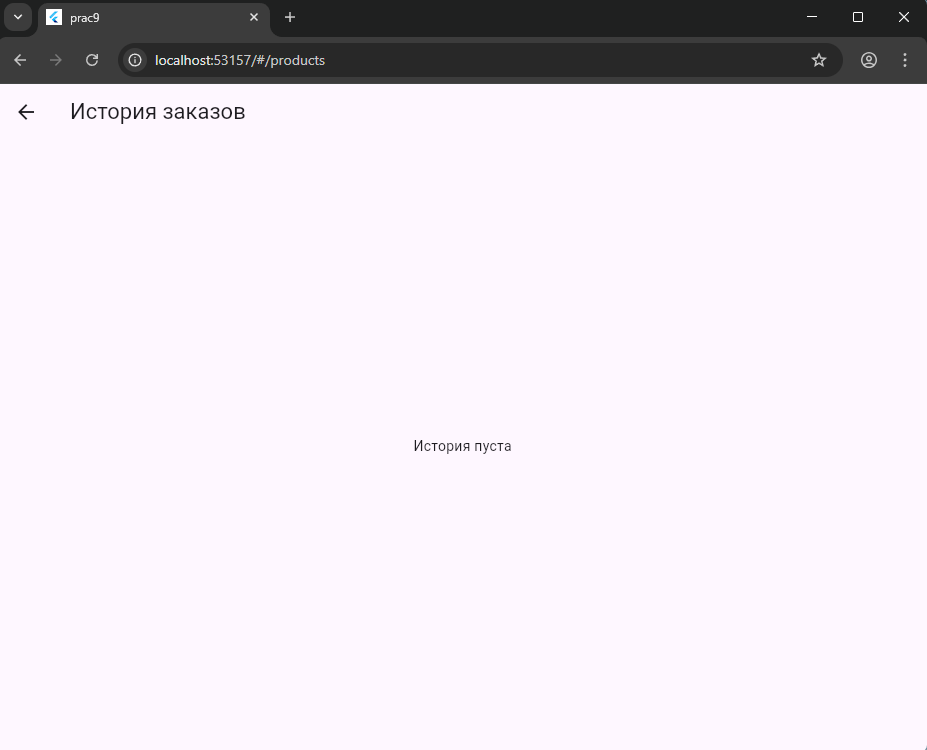 prac9
localhost:53157/#/products
История заказов
История пуста